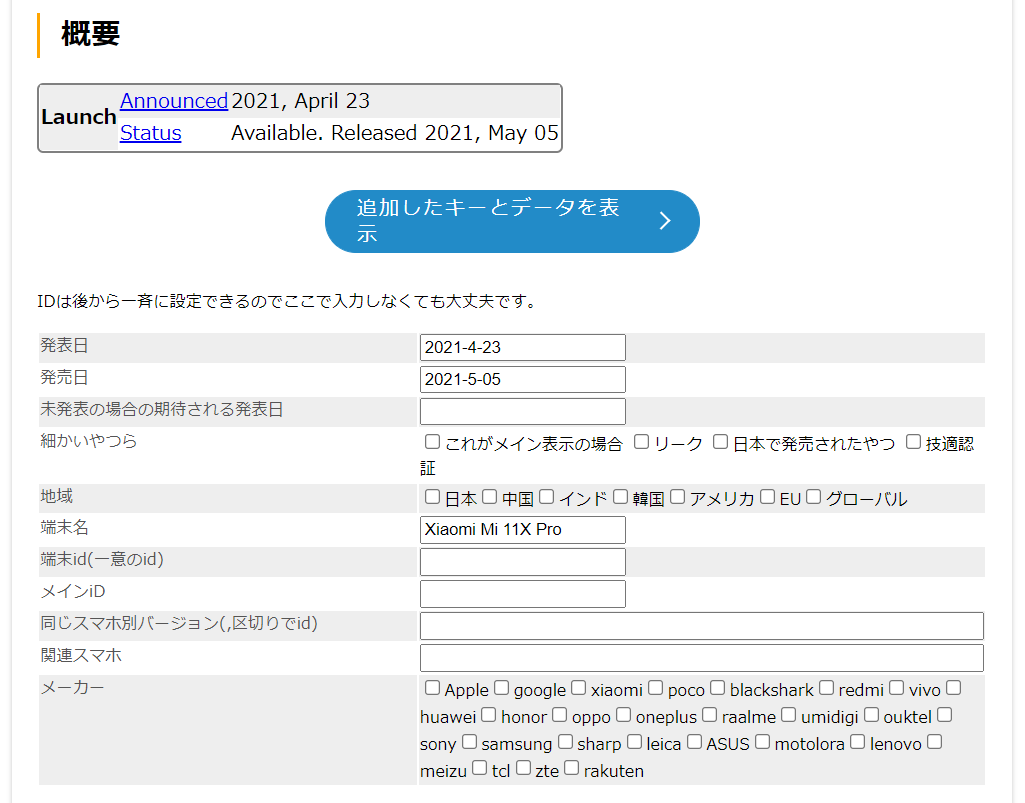 概要
Launch Announced 2021, April 23
Status Available. Released 2021, May 05
追加したキーとデータを表
示
IDは後から一斉に設定できるのでここで入力しなくても大丈夫です。
発表日 2021-4-23
発売日 2021-5-05
未発表の場合の期待される発表日
細かいやつら これがメイン表示の場合 リーク 日本で発売されたやつ 技適認
証
地域 日本 中国 インド 韓国 アメリカ EU グローバル
端末名 Xiaomi Mi 11X Pro
端末id(一意のid)
メインiD
同じスマホ別バージョン(,区切りでid)
関連スマホ
メーカー Apple google xiaomi poco blackshark redmi vivo
huawei honor oppo oneplus raalme umidigi ouktel
sony samsung sharp leica ASUS motolora lenovo
meizu tcl zte rakuten